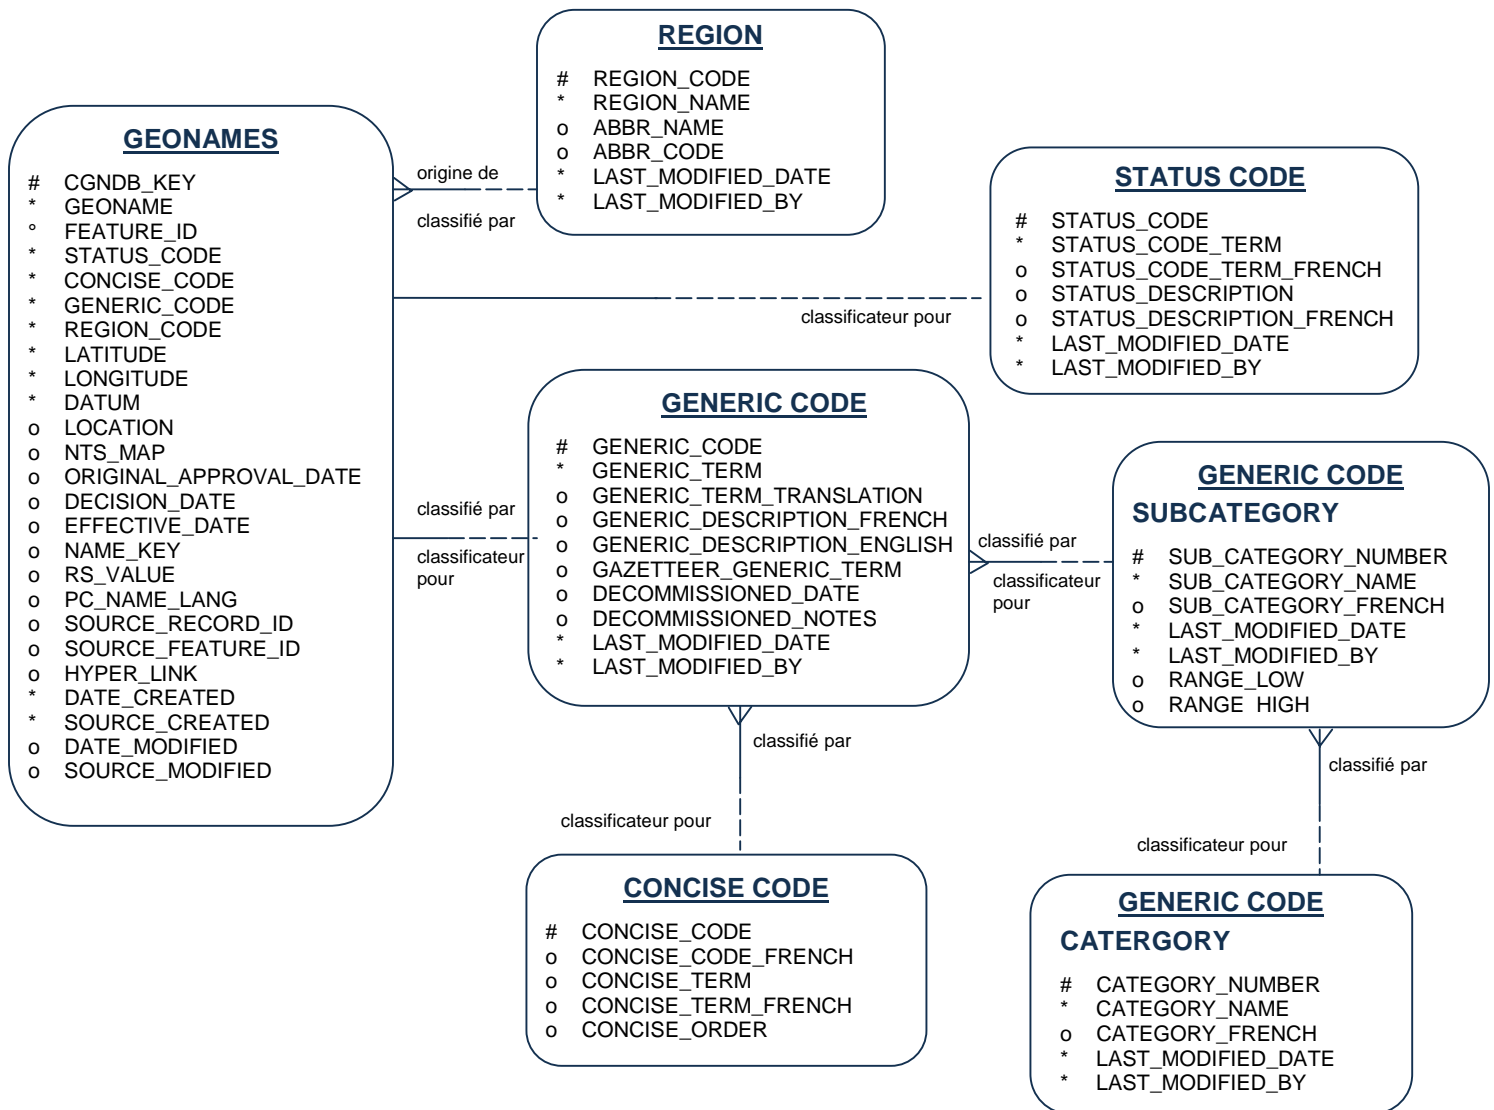 REGION
# REGION_CODE
* REGION_NAME
o ABBR_NAME
o ABBR_CODE
* LAST_MODIFIED_DATE
* LAST_MODIFIED_BY
GEONAMES
# CGNDB_KEY
* GEONAME
° FEATURE_ID
* STATUS_CODE
* CONCISE_CODE
* GENERIC_CODE
* REGION_CODE
* LATITUDE
* LONGITUDE
* DATUM
o LOCATION
o NTS_MAP
o ORIGINAL_APPROVAL_DATE
o DECISION_DATE
o EFFECTIVE_DATE
o NAME_KEY
o RS_VALUE
o PC_NAME_LANG
o SOURCE_RECORD_ID
o SOURCE_FEATURE_ID
o HYPER_LINK
* DATE_CREATED
* SOURCE_CREATED
o DATE_MODIFIED
o SOURCE_MODIFIED
origine de
classifié par
STATUS CODE
# STATUS_CODE
* STATUS_CODE_TERM
o STATUS_CODE_TERM_FRENCH
o STATUS_DESCRIPTION
o STATUS_DESCRIPTION_FRENCH
* LAST_MODIFIED_DATE
* LAST_MODIFIED_BY
classificateur pour
GENERIC CODE
# GENERIC_CODE
* GENERIC_TERM
o GENERIC_TERM_TRANSLATION
o GENERIC_DESCRIPTION_FRENCH
o GENERIC_DESCRIPTION_ENGLISH
o GAZETTEER_GENERIC_TERM
o DECOMMISSIONED_DATE
o DECOMMISSIONED_NOTES
* LAST_MODIFIED_DATE
* LAST_MODIFIED_BY
classifié par
classificateur
pour
classifié par
classificateur
pour
GENERIC CODE
SUBCATEGORY
# SUB_CATEGORY_NUMBER
* SUB_CATEGORY_NAME
o SUB_CATEGORY_FRENCH
* LAST_MODIFIED_DATE
* LAST_MODIFIED_BY
o RANGE_LOW
o RANGE HIGH
classifié par
classificateur pour
classifié par
classificateur pour
CONCISE CODE
# CONCISE_CODE
o CONCISE_CODE_FRENCH
o CONCISE_TERM
o CONCISE_TERM_FRENCH
o CONCISE_ORDER
GENERIC CODE
CATERGORY
# CATEGORY_NUMBER
* CATEGORY_NAME
o CATEGORY_FRENCH
* LAST_MODIFIED_DATE
* LAST_MODIFIED_BY